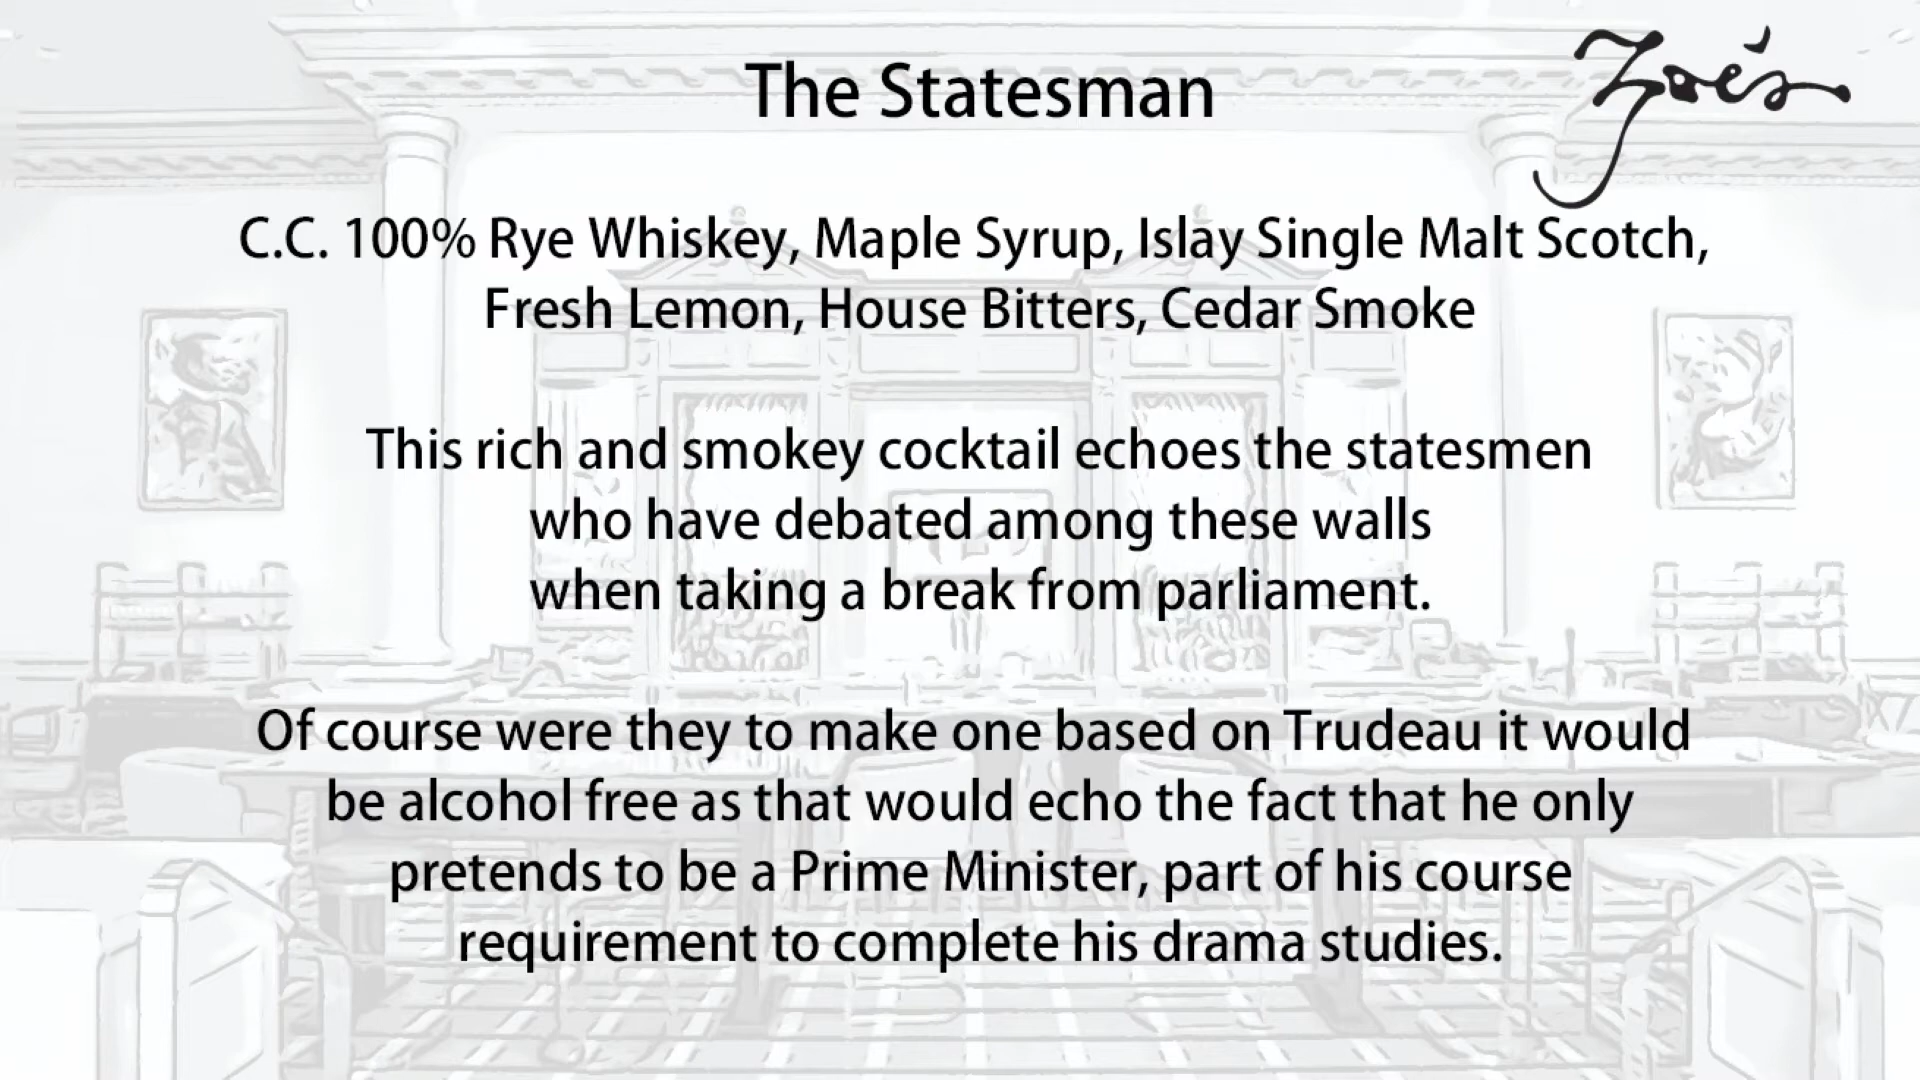 Zoé's
The Statesman
C.C. 100% Rye Whiskey, Maple Syrup, Islay Single Malt Scotch,
Fresh Lemon, House Bitters, Cedar Smoke
This rich and smokey cocktail echoes the statesmen
who have debated among these walls
when taking a break from parliament.
Of course were they to make one based on Trudeau it would
be alcohol free as that would echo the fact that he only
pretends to be a Prime Minister, part of his course
requirement to complete his drama studies.